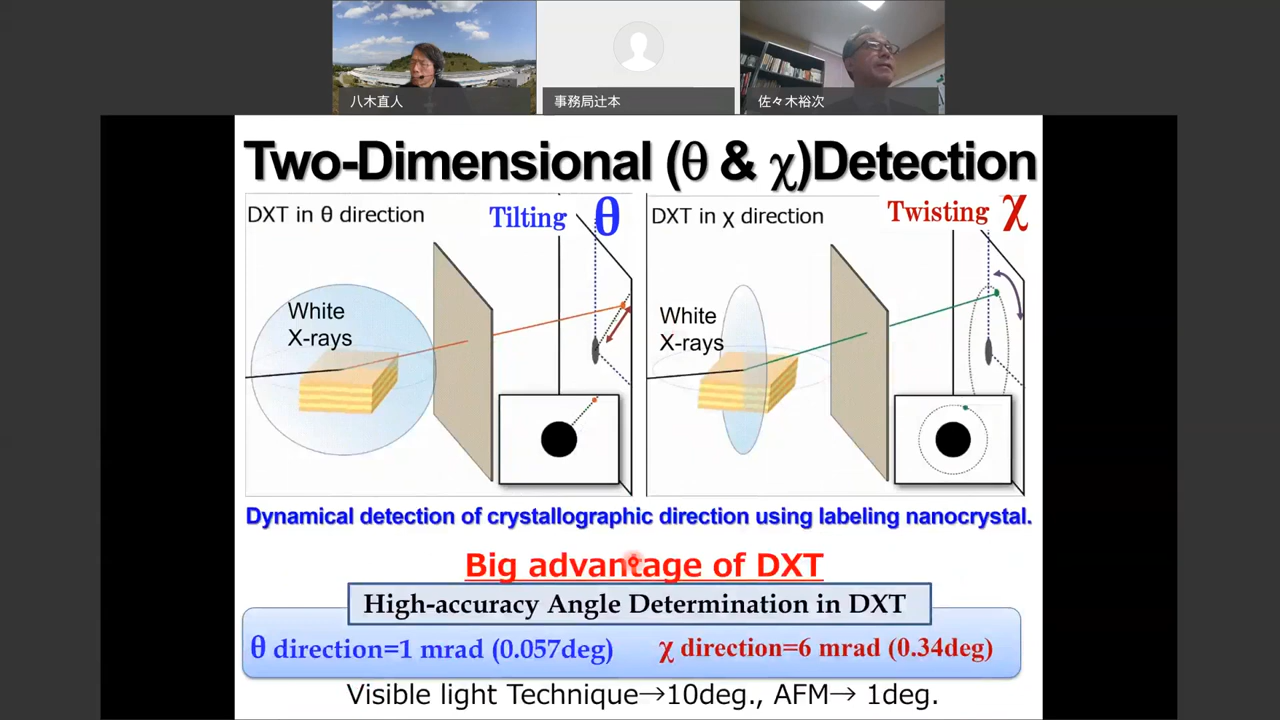 八木直人
事務局辻本
佐々木裕次
Two-Dimensional (θ & χ)Detection
DXT in θ direction
Tilting θ
White
X-rays
DXT in χ direction
Twisting χ
White
X-rays
Dynamical detection of crystallographic direction using labeling nanocrystal.
Big advantage of DXT
High-accuracy Angle Determination in DXT
θ direction=1 mrad (0.057deg)
χ direction=6 mrad (0.34deg)
Visible light Technique→10deg., AFM→ 1deg.